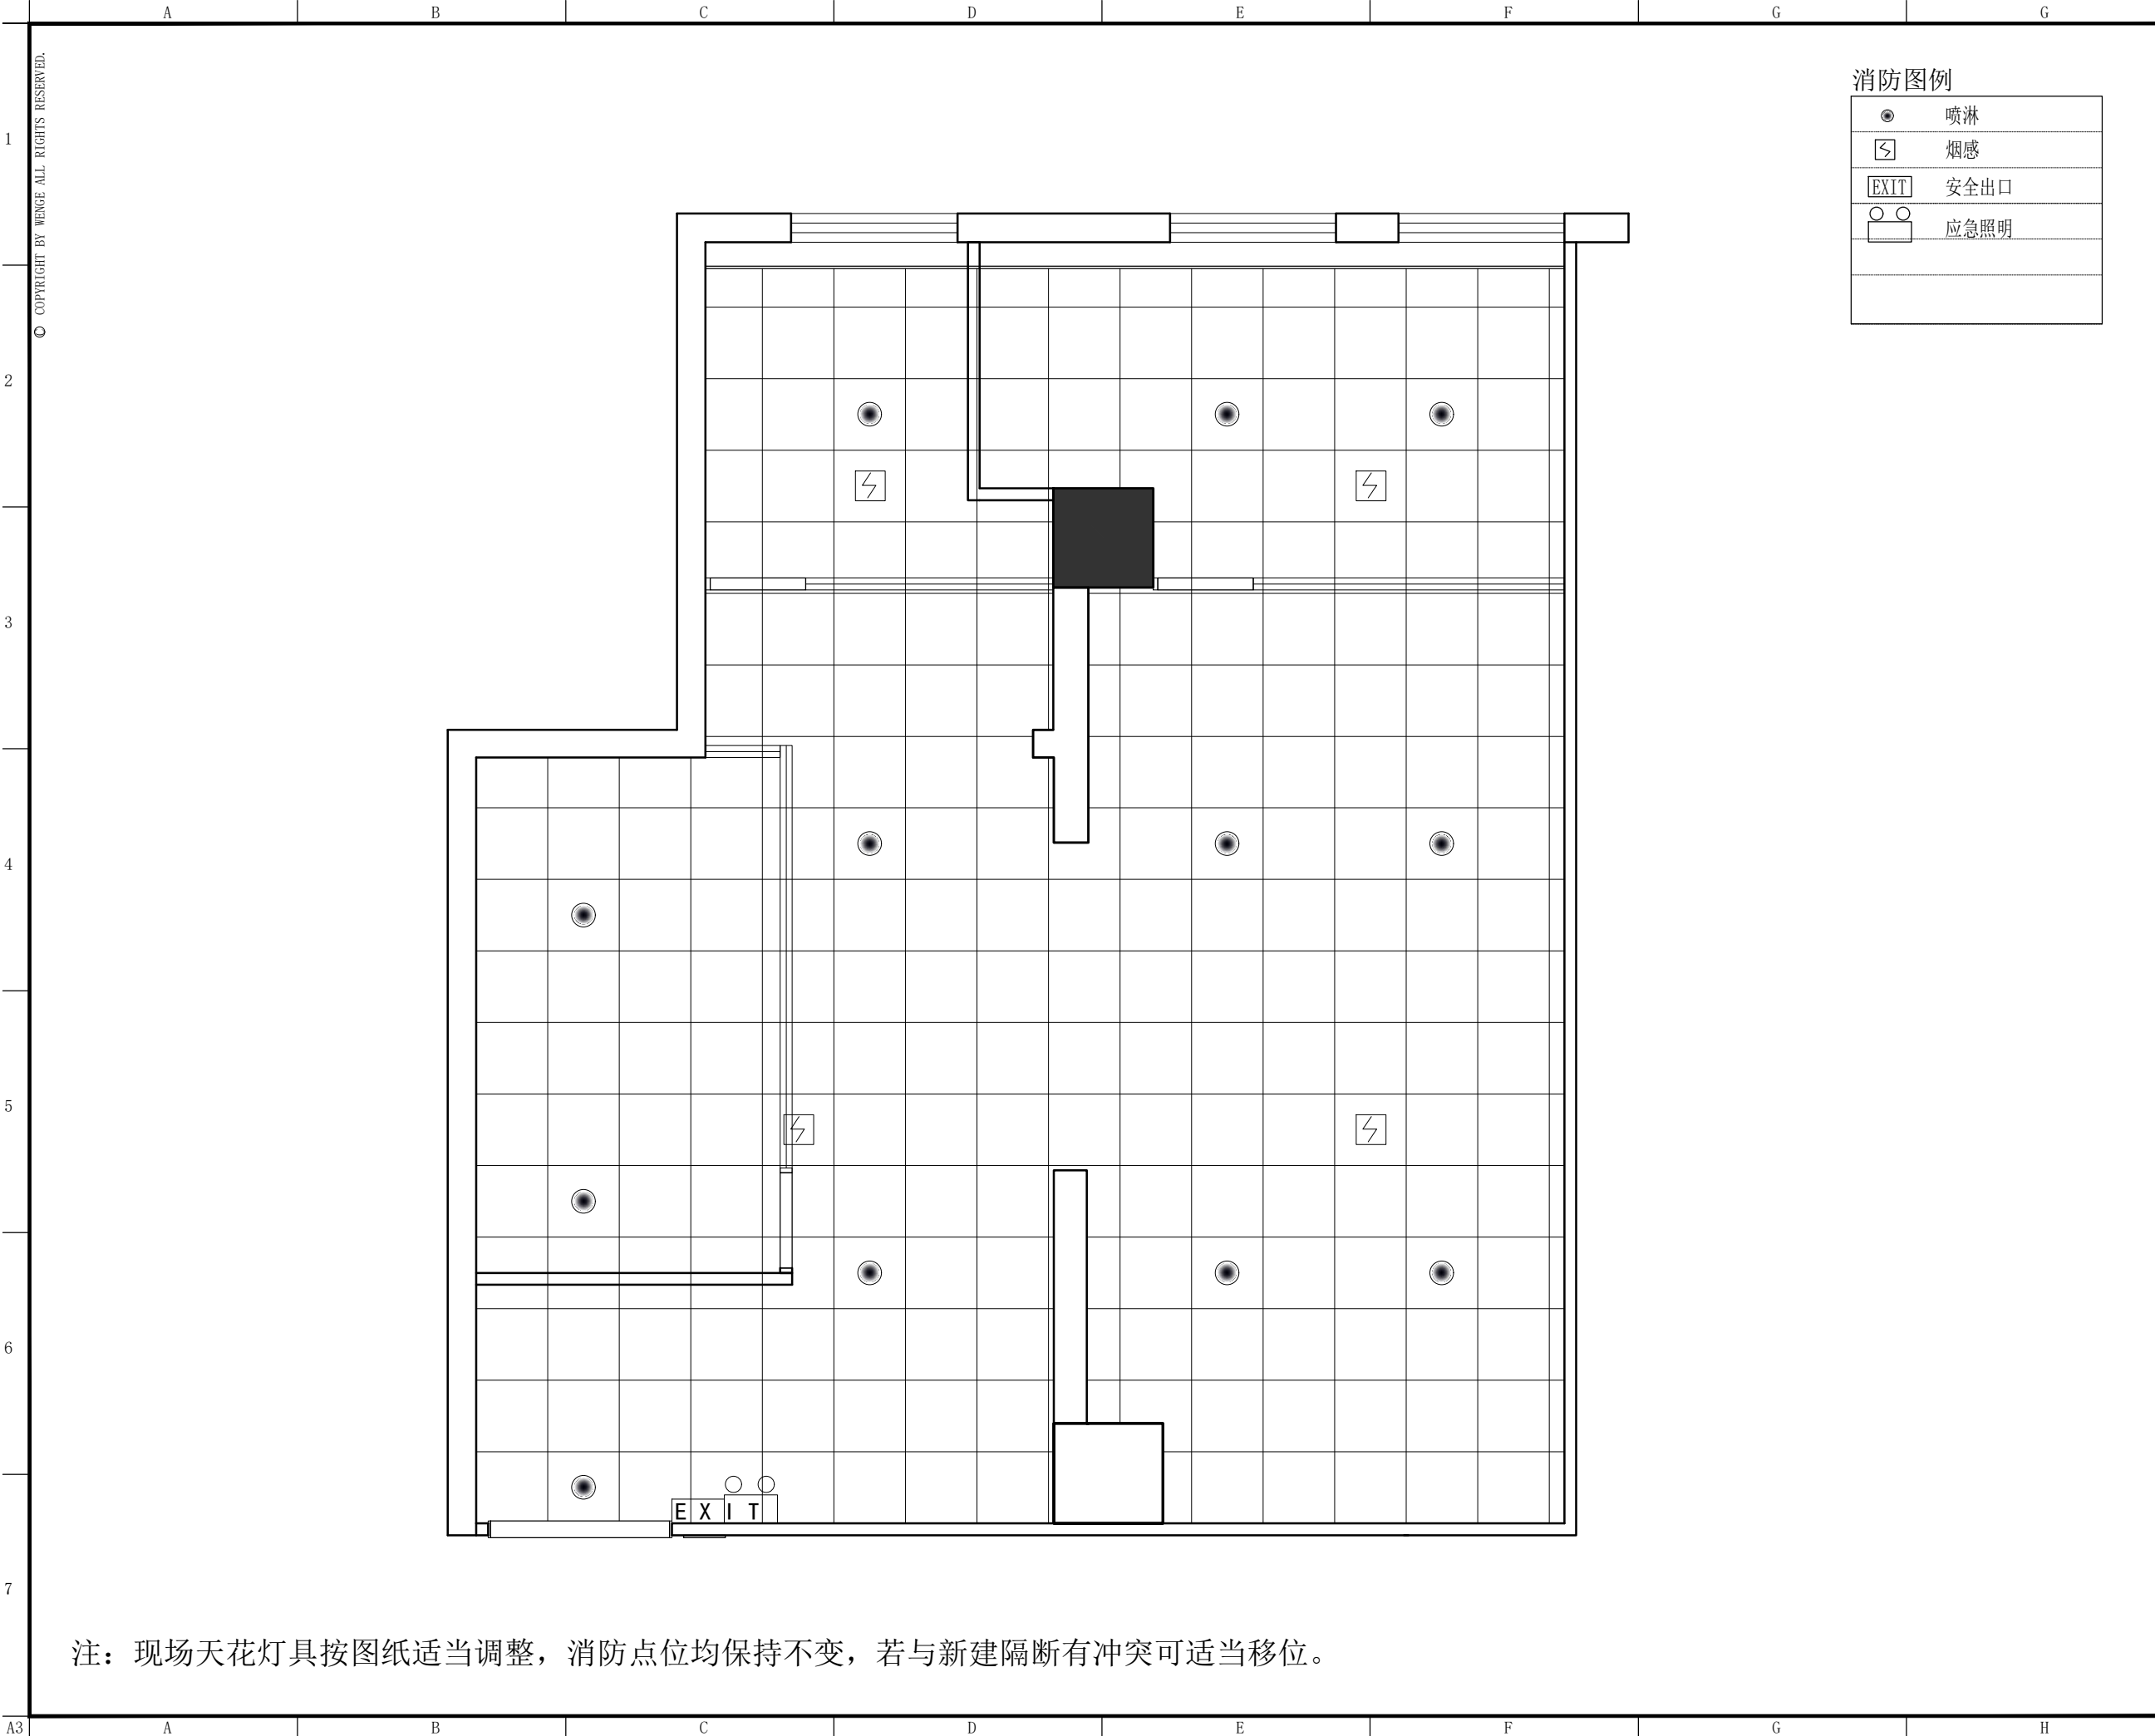 A B C D E F G G
© COPYRIGHT BY WENGE ALL RIGHTS RESERVED.
消防图例
喷淋
烟感
EXIT 安全出口
应急照明
1
2
3
4
5
6
7
EXIT
注：现场天花灯具按图纸适当调整，消防点位均保持不变，若与新建隔断有冲突可适当移位。
A3 A B C D E F G H